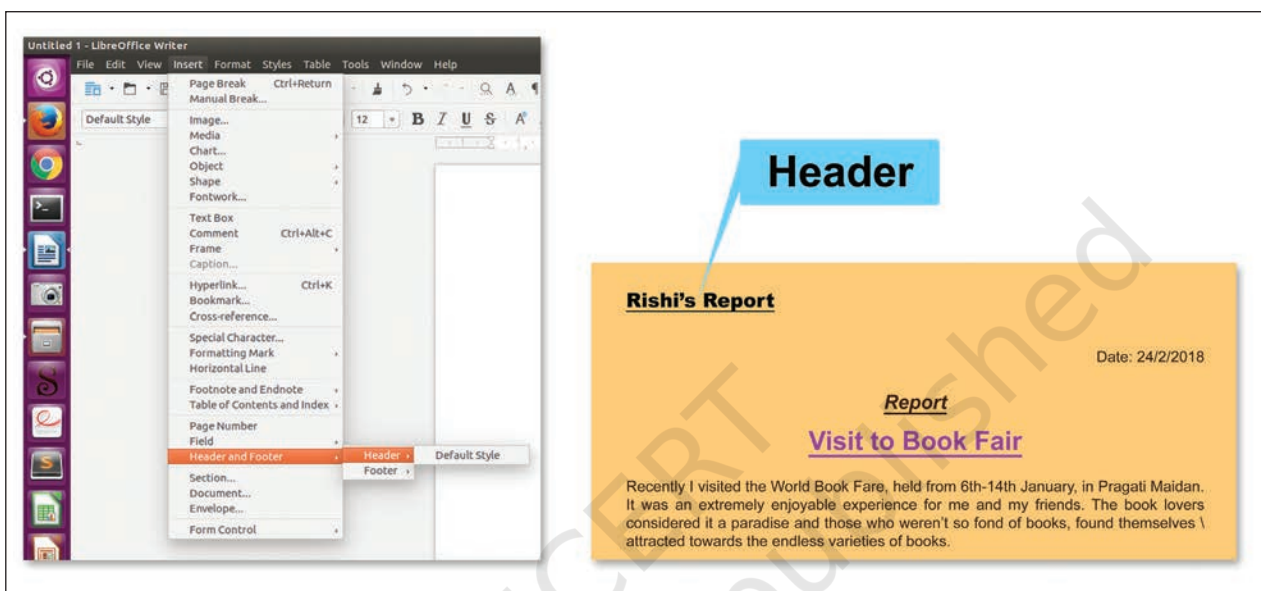 Untitled 1 - LibreOffice Writer
File Edit View Insert Format Styles Table Tools Window Help
Default Style
12
B I U S A
Page Break Ctrl+Return
Manual Break...
Image...
Media
Chart...
Object
Shape
Fontwork...
Text Box
Comment Ctrl+Alt+C
Frame
Caption...
Hyperlink... Ctrl+K
Bookmark...
Cross-reference...
Special Character...
Formatting Mark
Horizontal Line
Footnote and Endnote
Table of Contents and Index
Page Number
Field
Header and Footer
Header
Default Style
Footer
Section...
Document...
Envelope...
Form Control
Header
Rishi's Report
Date: 24/2/2018
Report
Visit to Book Fair
Recently I visited the World Book Fare, held from 6th-14th January, in Pragati Maidan.
It was an extremely enjoyable experience for me and my friends. The book lovers
considered it a paradise and those who weren't so fond of books, found themselves \
attracted towards the endless varieties of books.